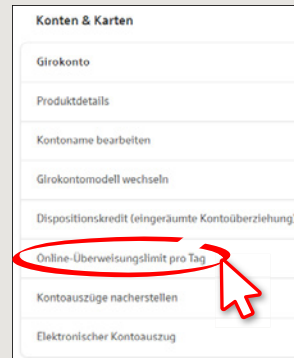 Konten & Karten
Girokonto
Produktdetails
Kontoname bearbeiten
Girokontomodell wechseln
Dispositionskredit (eingeräumte Kontoüberziehung)
Online-Überweisungslimit pro Tag
Kontoauszüge nacherstellen
Elektronischer Kontoauszug